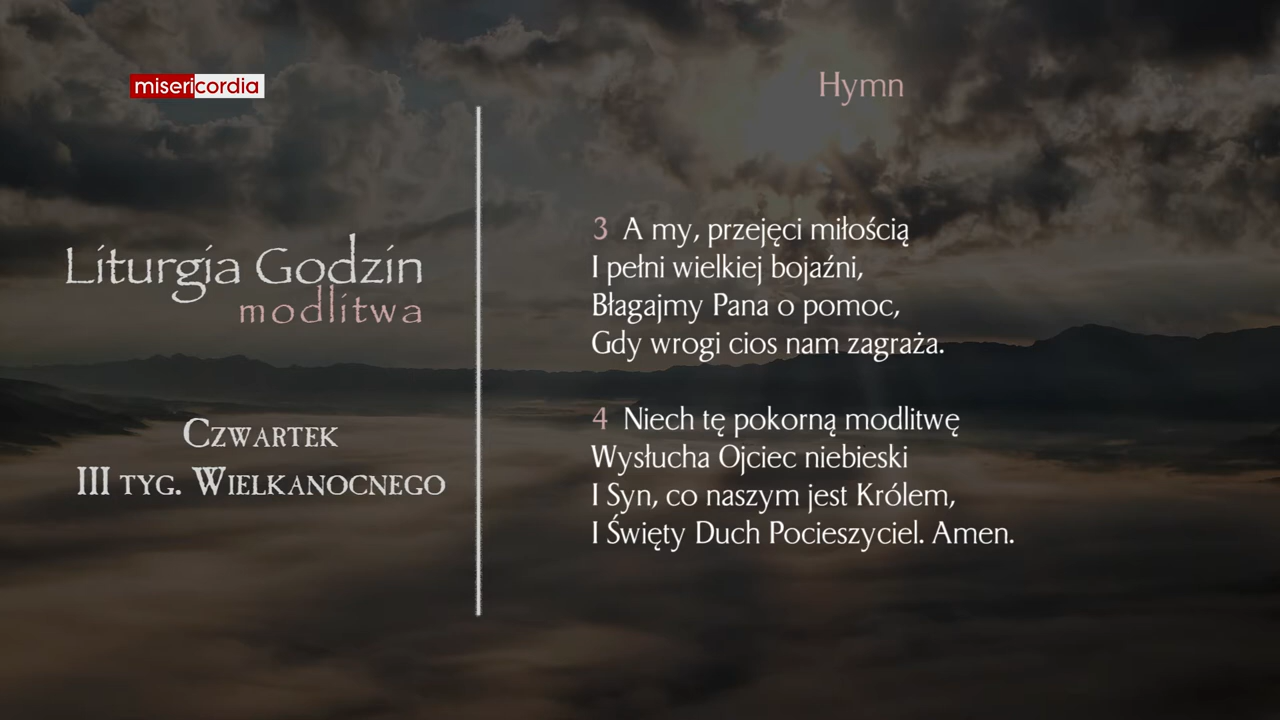 misericordia
Liturgia Godzin
modlitwa
Czwartek
III tyg. Wielkanocnego
Hymn
3 A my, przejęci miłością
I pełni wielkiej bojaźni,
Błagajmy Pana o pomoc,
Gdy wrogi cios nam zagraża.
4 Niech tę pokorną modlitwę
Wysłucha Ojciec niebieski
I Syn, co naszym jest Królem,
I Święty Duch Pocieszyciel. Amen.